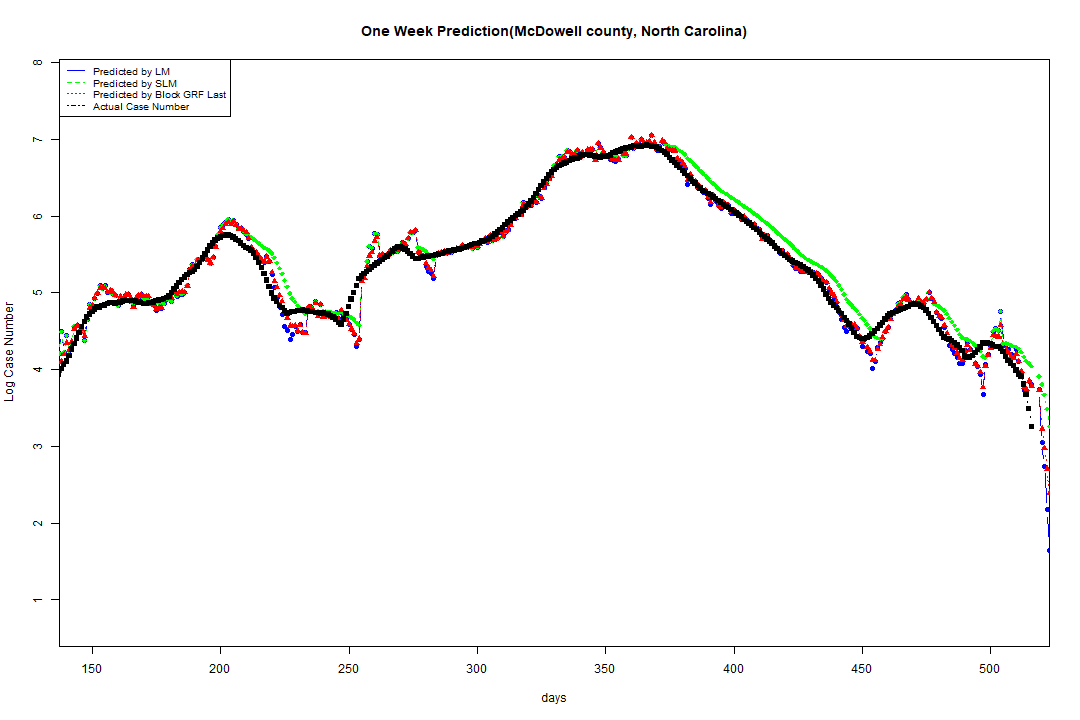 One Week Prediction(McDowell county, North Carolina)
Predicted by LM
Predicted by SLM
Predicted by Block GRF Last
Actual Case Number
Log Case Number
8
7
6
5
4
3
2
1
150 200 250 300 350 400 450 500
days